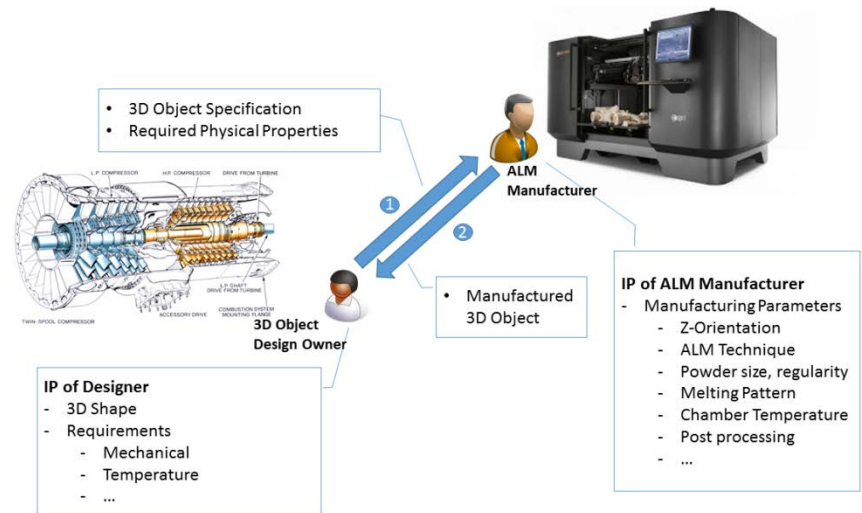 • 3D Object Specification
• Required Physical Properties
ALM
Manufacturer
L.P. COMPRESSOR
H.P. COMPRESSOR
DRIVE FROM TURBINE
1
2
L.P. SHAFT
DRIVE FROM TURBINE
COMBUSTION SYSTEM
MOUNTING FLANGE
ACCESSORY DRIVE
TWIN-SPOOL COMPRESSOR
3D Object
Design Owner
• Manufactured
3D Object
IP of Designer
- 3D Shape
- Requirements
- Mechanical
- Temperature
- ...
IP of ALM Manufacturer
- Manufacturing Parameters
- Z-Orientation
- ALM Technique
- Powder size, regularity
- Melting Pattern
- Chamber Temperature
- Post processing
- ...